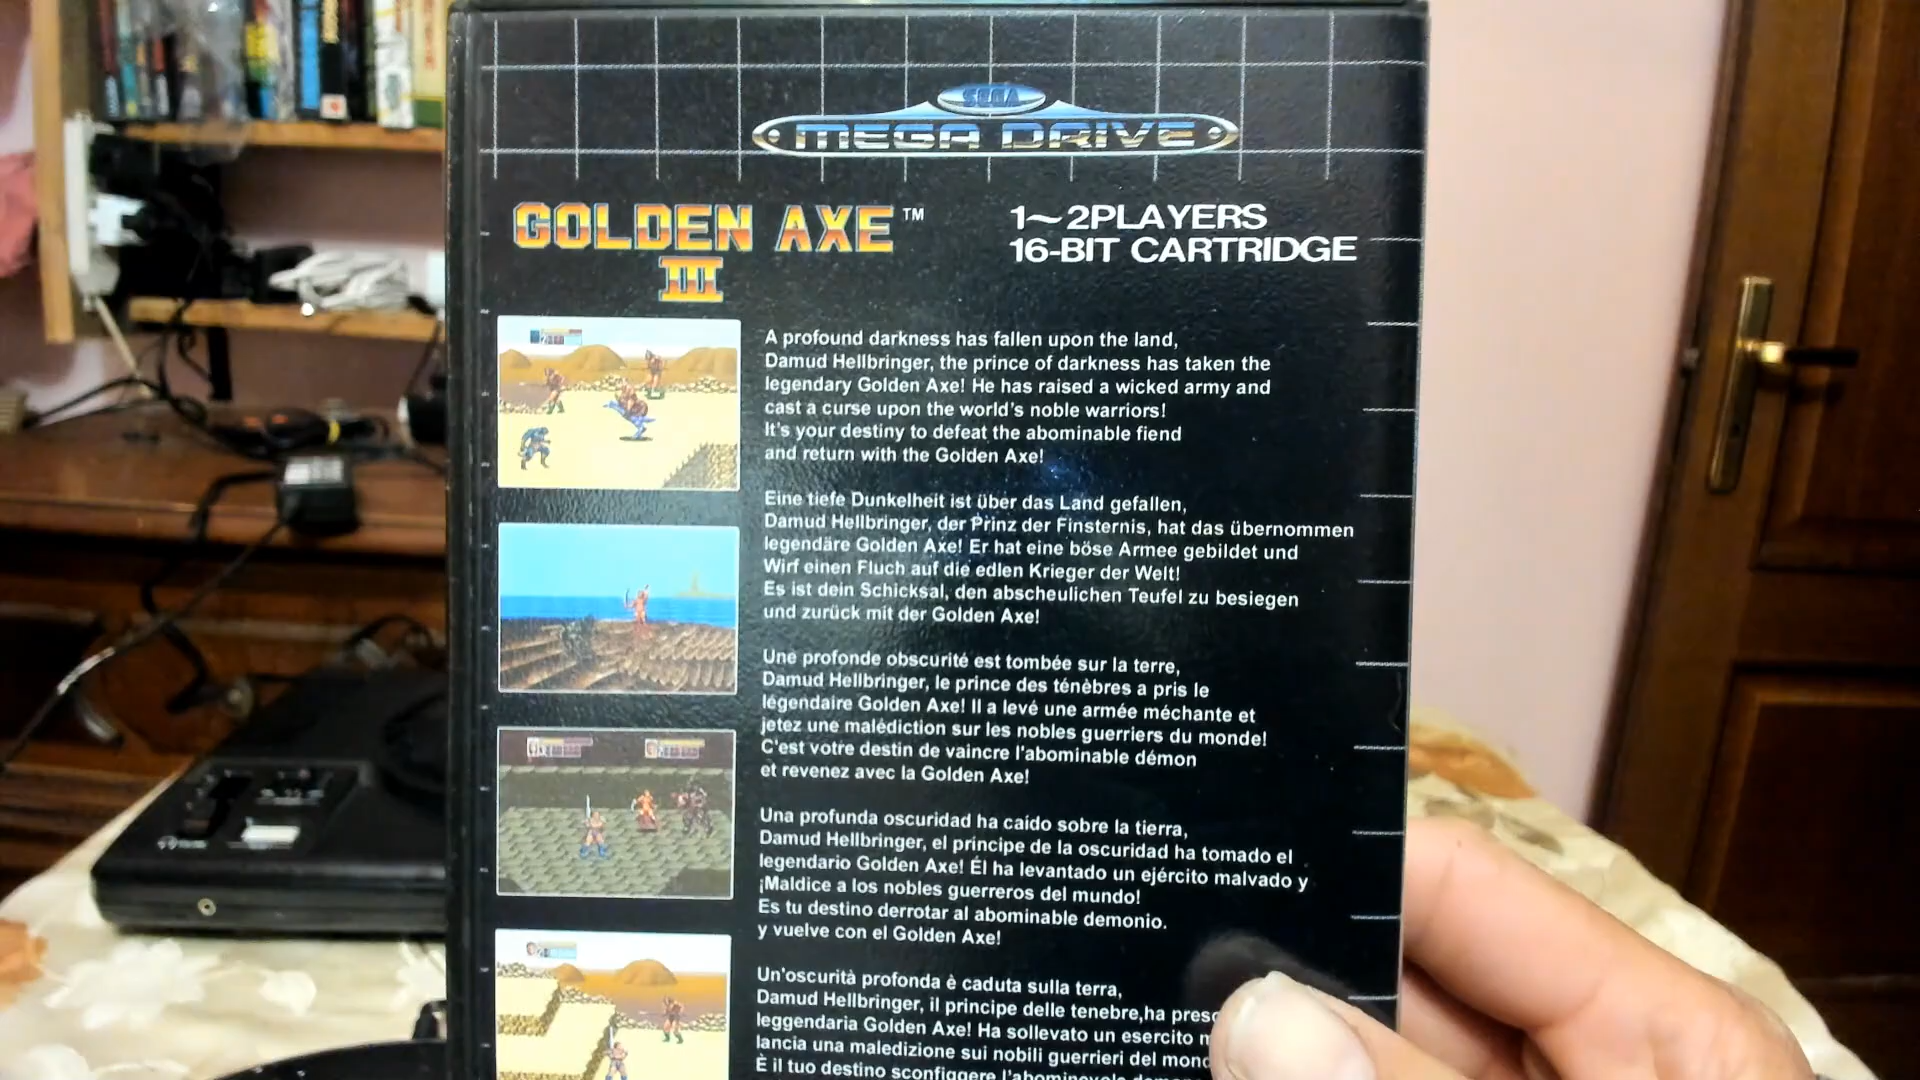 SEGA
MEGA DRIVE
GOLDEN AXE™
III
1~2PLAYERS
16-BIT CARTRIDGE
A profound darkness has fallen upon the land,
Damud Hellbringer, the prince of darkness has taken the
legendary Golden Axe! He has raised a wicked army and
cast a curse upon the world's noble warriors!
It's your destiny to defeat the abominable fiend
and return with the Golden Axe!
Eine tiefe Dunkelheit ist über das Land gefallen,
Damud Hellbringer, der Prinz der Finsternis, hat das übernommen
legendäre Golden Axe! Er hat eine böse Armee gebildet und
Wirf einen Fluch auf die edlen Krieger der Welt!
Es ist dein Schicksal, den abscheulichen Teufel zu besiegen
und zurück mit der Golden Axe!
Une profonde obscurité est tombée sur la terre,
Damud Hellbringer, le prince des ténèbres a pris le
légendaire Golden Axe! Il a levé une armée méchante et
jetez une malédiction sur les nobles guerriers du monde!
C'est votre destin de vaincre l'abominable démon
et revenez avec la Golden Axe!
Una profunda oscuridad ha caído sobre la tierra,
Damud Hellbringer, el príncipe de la oscuridad ha tomado el
legendario Golden Axe! Él ha levantado un ejército malvado y
¡Maldice a los nobles guerreros del mundo!
Es tu destino derrotar al abominable demonio.
y vuelve con el Golden Axe!
Un'oscurità profonda è caduta sulla terra,
Damud Hellbringer, il principe delle tenebre,ha preso
leggendaria Golden Axe! Ha sollevato un esercito
lancia una maledizione sui nobili guerrieri del
È il tuo destino sconfiggere